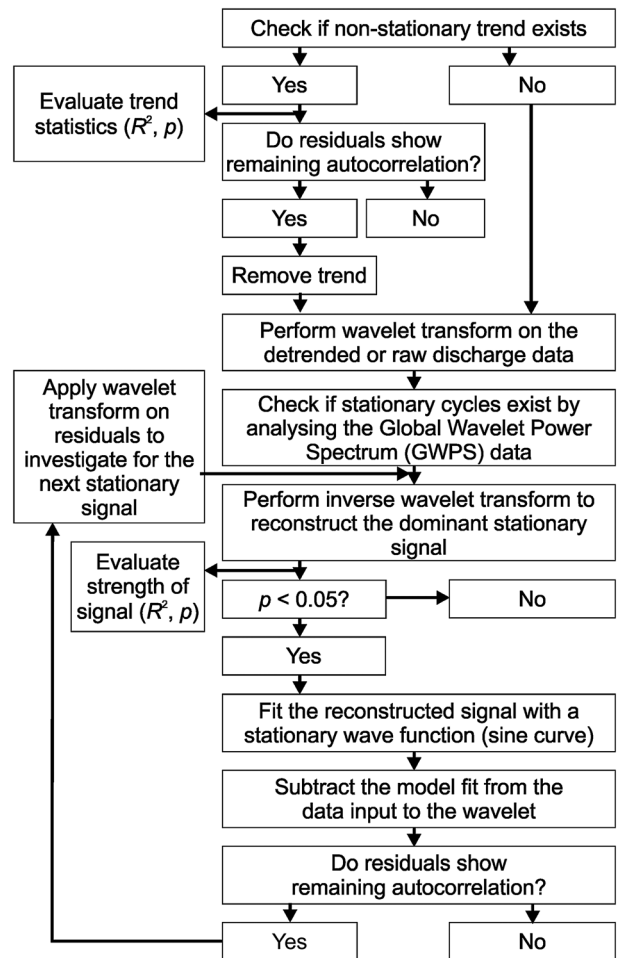 Check if non-stationary trend exists
Yes
No
Evaluate trend
statistics (R², p)
Do residuals show
remaining autocorrelation?
Yes
No
Remove trend
Perform wavelet transform on the
detrended or raw discharge data
Apply wavelet
transform on
residuals to
investigate for the
next stationary
signal
Check if stationary cycles exist by
analysing the Global Wavelet Power
Spectrum (GWPS) data
Perform inverse wavelet transform to
reconstruct the dominant stationary
signal
Evaluate
strength of
signal (R², p)
p < 0.05?
No
Yes
Fit the reconstructed signal with a
stationary wave function (sine curve)
Subtract the model fit from the
data input to the wavelet
Do residuals show
remaining autocorrelation?
Yes
No